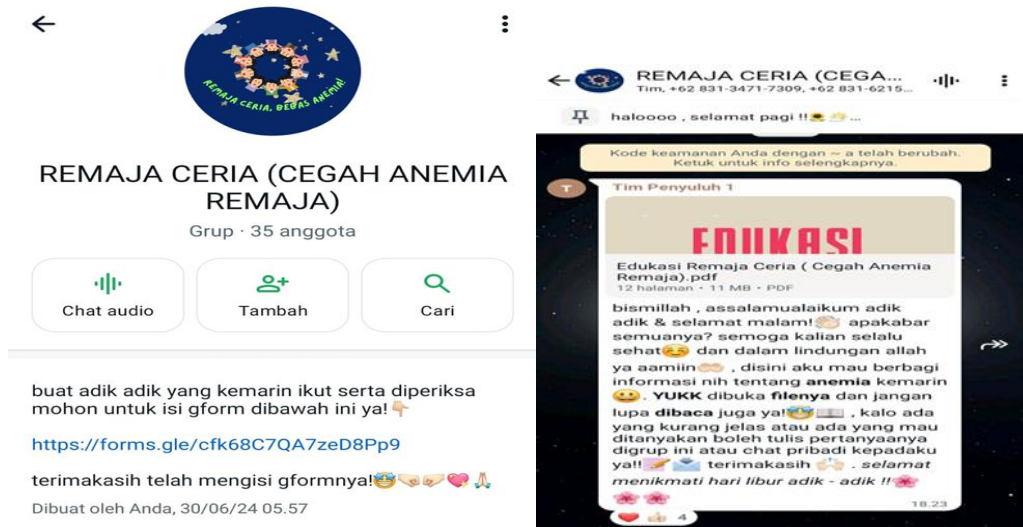 REMAJA CERIA, BEBAS ANEMIA!
REMAJA CERIA (CEGAH ANEMIA
REMAJA)
Grup · 35 anggota
Chat audio
Tambah
Cari
buat adik adik yang kemarin ikut serta diperiksa
mohon untuk isi gform dibawah ini ya!👇🏻
https://forms.gle/cfk68C7QA7zeD8Pp9
terimakasih telah mengisi gformnya!🥳🤜🏻🤛🏻💖🙏🏻
Dibuat oleh Anda, 30/06/24 05.57
REMAJA CERIA (CEGA...
Tim, +62 831-3471-7309, +62 831-6215...
haloooo , selamat pagi !!🌻...
Kode keamanan Anda dengan ~ a telah berubah.
Ketuk untuk info selengkapnya.
T
Tim Penyuluh 1
EDUKASI
Edukasi Remaja Ceria ( Cegah Anemia
Remaja).pdf
12 halaman • 11 MB • PDF
bismillah , assalamualaikum adik
adik & selamat malam!👋🏻 apakabar
semuanya? semoga kalian selalu
sehat☺️ dan dalam lindungan allah
ya aamiin🤲🏻 , disini aku mau berbagi
informasi nih tentang anemia kemarin
😀. YUKK dibuka filenya dan jangan
lupa dibaca juga ya!🥳📖 , kalo ada
yang kurang jelas atau ada yang mau
ditanyakan boleh tulis pertanyaanya
digrup ini atau chat pribadi kepadaku
ya!!📝📩 terimakasih 🙌🏻 . selamat
menikmati hari libur adik - adik !!🌸
🌸🌸
18.23
❤️👍🏻 4